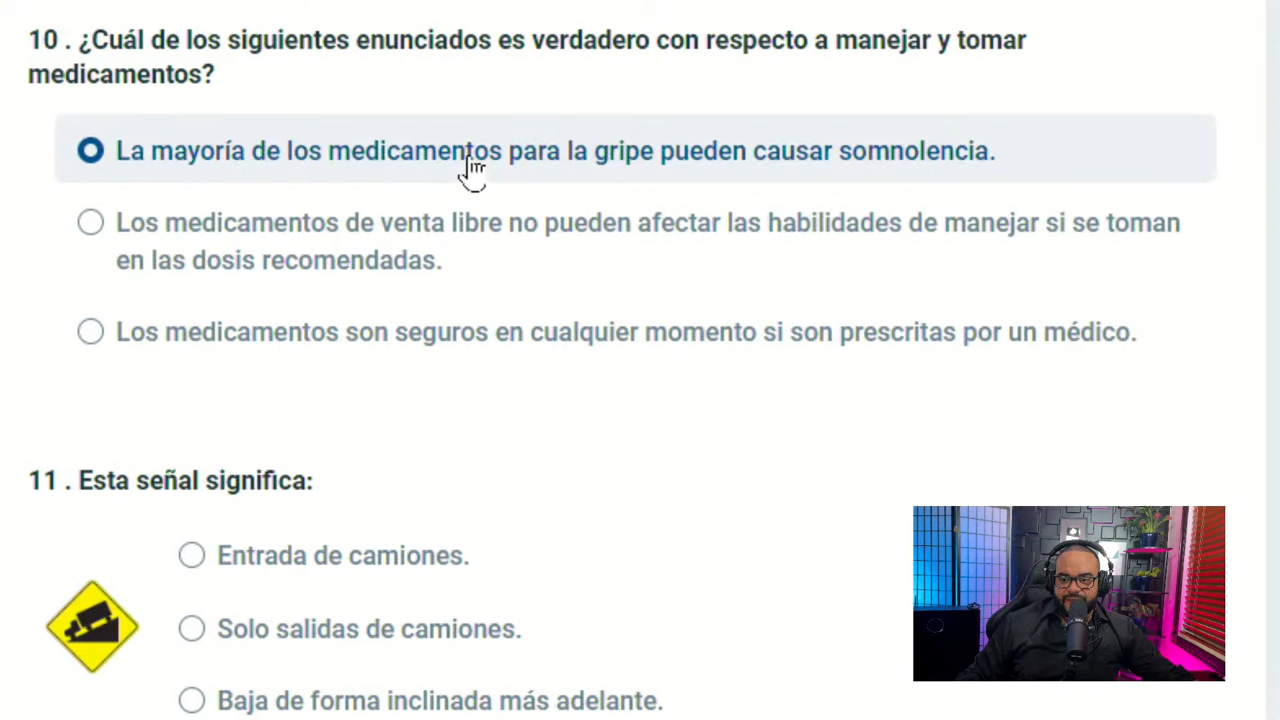 10 . ¿Cuál de los siguientes enunciados es verdadero con respecto a manejar y tomar
medicamentos?
La mayoría de los medicamentos para la gripe pueden causar somnolencia.
Los medicamentos de venta libre no pueden afectar las habilidades de manejar si se toman
en las dosis recomendadas.
Los medicamentos son seguros en cualquier momento si son prescritas por un médico.
11 . Esta señal significa:
Entrada de camiones.
Solo salidas de camiones.
Baja de forma inclinada más adelante.